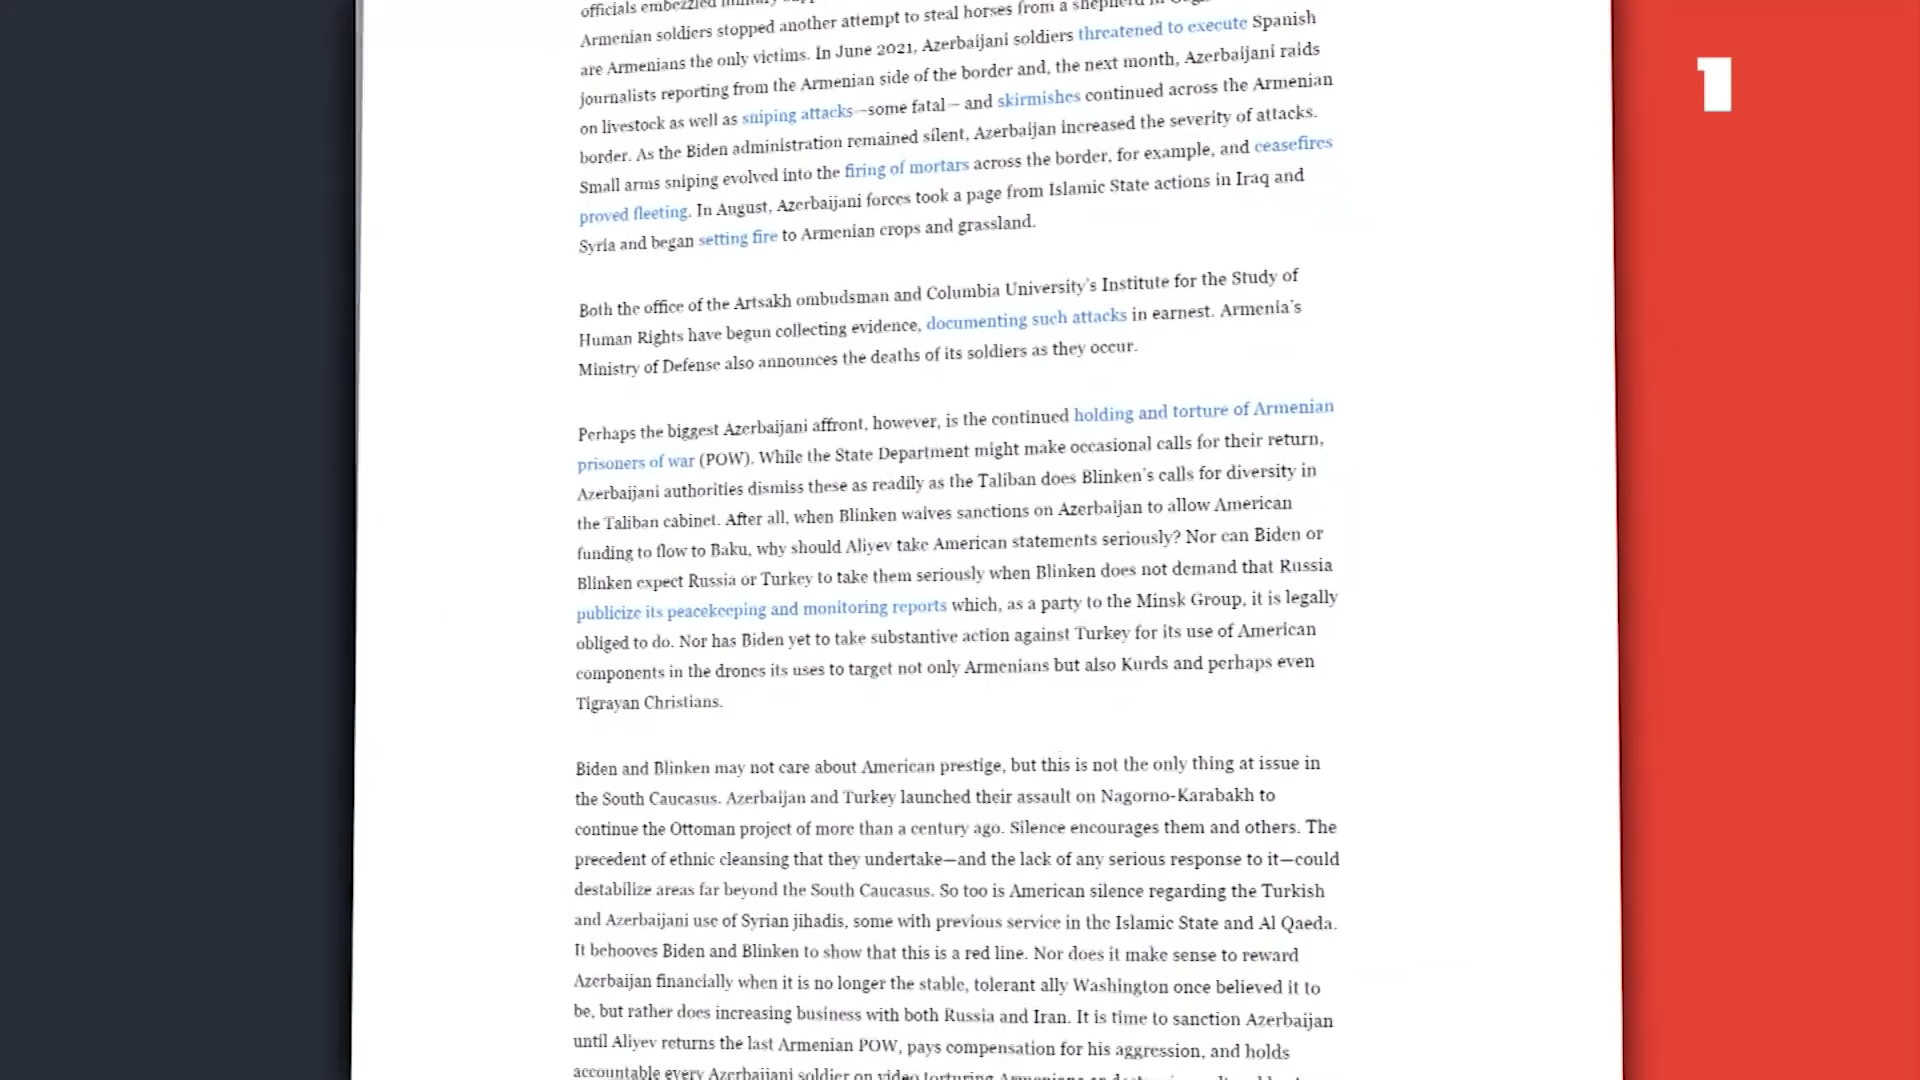 officials embezzled
Armenian soldiers stopped another attempt to steal horses from a shepherd in
are Armenians the only victims. In June 2021, Azerbaijani soldiers threatened to execute Spanish
journalists reporting from the Armenian side of the border and, the next month, Azerbaijani raids
on livestock as well as sniping attacks—some fatal— and skirmishes continued across the Armenian
border. As the Biden administration remained silent, Azerbaijan increased the severity of attacks.
Small arms sniping evolved into the firing of mortars across the border, for example, and ceasefires
proved fleeting. In August, Azerbaijani forces took a page from Islamic State actions in Iraq and
Syria and began setting fire to Armenian crops and grassland.
Both the office of the Artsakh ombudsman and Columbia University's Institute for the Study of
Human Rights have begun collecting evidence, documenting such attacks in earnest. Armenia's
Ministry of Defense also announces the deaths of its soldiers as they occur.
Perhaps the biggest Azerbaijani affront, however, is the continued holding and torture of Armenian
prisoners of war (POW). While the State Department might make occasional calls for their return,
Azerbaijani authorities dismiss these as readily as the Taliban does Blinken's calls for diversity in
the Taliban cabinet. After all, when Blinken waives sanctions on Azerbaijan to allow American
funding to flow to Baku, why should Aliyev take American statements seriously? Nor can Biden or
Blinken expect Russia or Turkey to take them seriously when Blinken does not demand that Russia
publicize its peacekeeping and monitoring reports which, as a party to the Minsk Group, it is legally
obliged to do. Nor has Biden yet to take substantive action against Turkey for its use of American
components in the drones its uses to target not only Armenians but also Kurds and perhaps even
Tigrayan Christians.
Biden and Blinken may not care about American prestige, but this is not the only thing at issue in
the South Caucasus. Azerbaijan and Turkey launched their assault on Nagorno-Karabakh to
continue the Ottoman project of more than a century ago. Silence encourages them and others. The
precedent of ethnic cleansing that they undertake—and the lack of any serious response to it—could
destabilize areas far beyond the South Caucasus. So too is American silence regarding the Turkish
and Azerbaijani use of Syrian jihadis, some with previous service in the Islamic State and Al Qaeda.
It behooves Biden and Blinken to show that this is a red line. Nor does it make sense to reward
Azerbaijan financially when it is no longer the stable, tolerant ally Washington once believed it to
be, but rather does increasing business with both Russia and Iran. It is time to sanction Azerbaijan
until Aliyev returns the last Armenian POW, pays compensation for his aggression, and holds
accountable every Azerbaijani soldier on video torturing Armenians
1